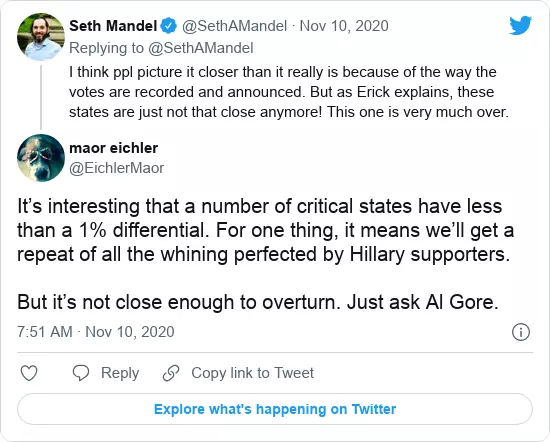 Seth Mandel @SethAMandel · Nov 10, 2020
Replying to @SethAMandel
I think ppl picture it closer than it really is because of the way the
votes are recorded and announced. But as Erick explains, these
states are just not that close anymore! This one is very much over.
maor eichler
@EichlerMaor
It’s interesting that a number of critical states have less
than a 1% differential. For one thing, it means we’ll get a
repeat of all the whining perfected by Hillary supporters.
But it’s not close enough to overturn. Just ask Al Gore.
7:51 AM · Nov 10, 2020
Reply Copy link to Tweet
Explore what's happening on Twitter